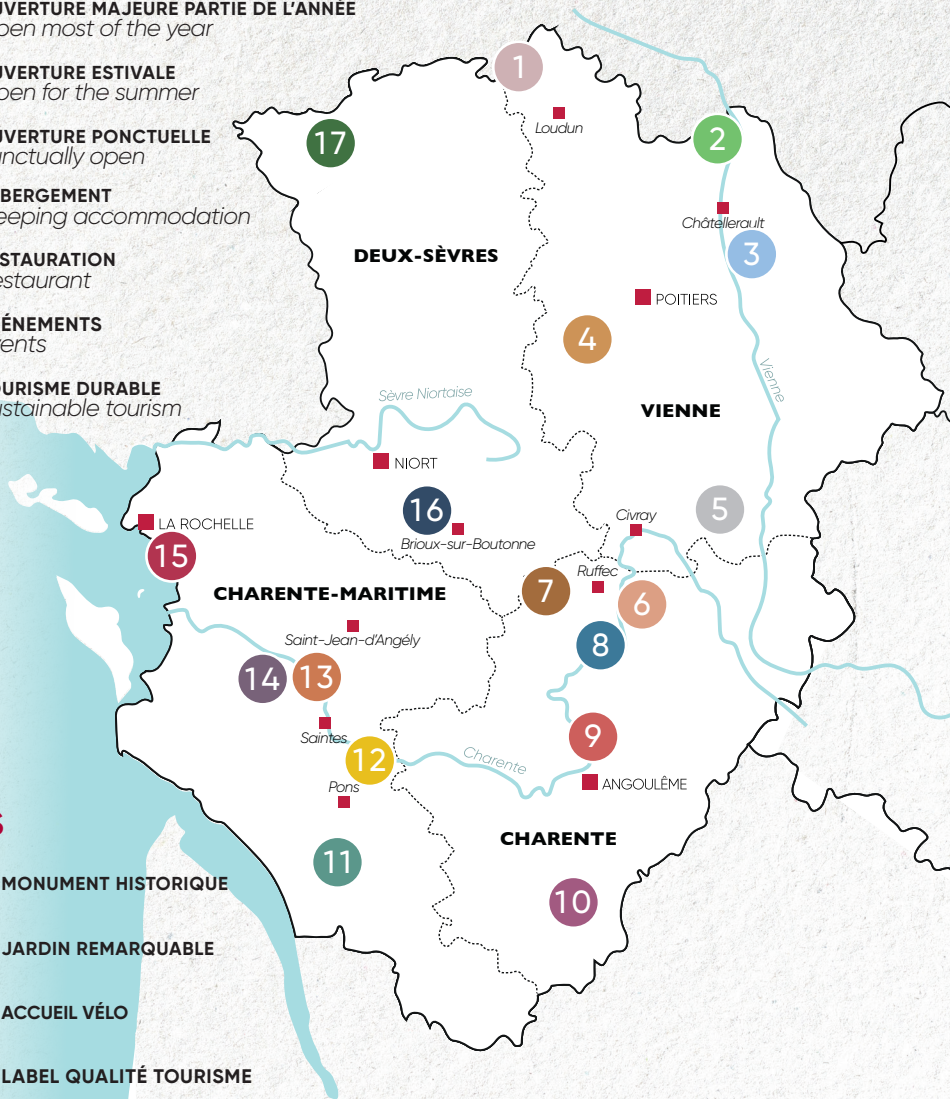 UVERTURE MAJEURE PARTIE DE L'ANNÉE
pen most of the year
UVERTURE ESTIVALE
pen for the summer
UVERTURE PONCTUELLE
unctually open
BERGEMENT
eeping accommodation
STAURATION
estaurant
ÉNEMENTS
ents
OURISME DURABLE
ustainable tourism
1
Loudun
17
2
Châtellerault
3
DEUX-SÈVRES
POITIERS
4
Vienne
Sèvre Niortaise
VIENNE
NIORT
16
5
LA ROCHELLE
Civray
Brioux-sur-Boutonne
15
Ruffec
7
6
CHARENTE-MARITIME
Saint-Jean-d'Angély
8
14
13
Saintes
9
12
Charente
Pons
ANGOULÊME
S
CHARENTE
11
10
MONUMENT HISTORIQUE
JARDIN REMARQUABLE
ACCUEIL VÉLO
LABEL QUALITÉ TOURISME